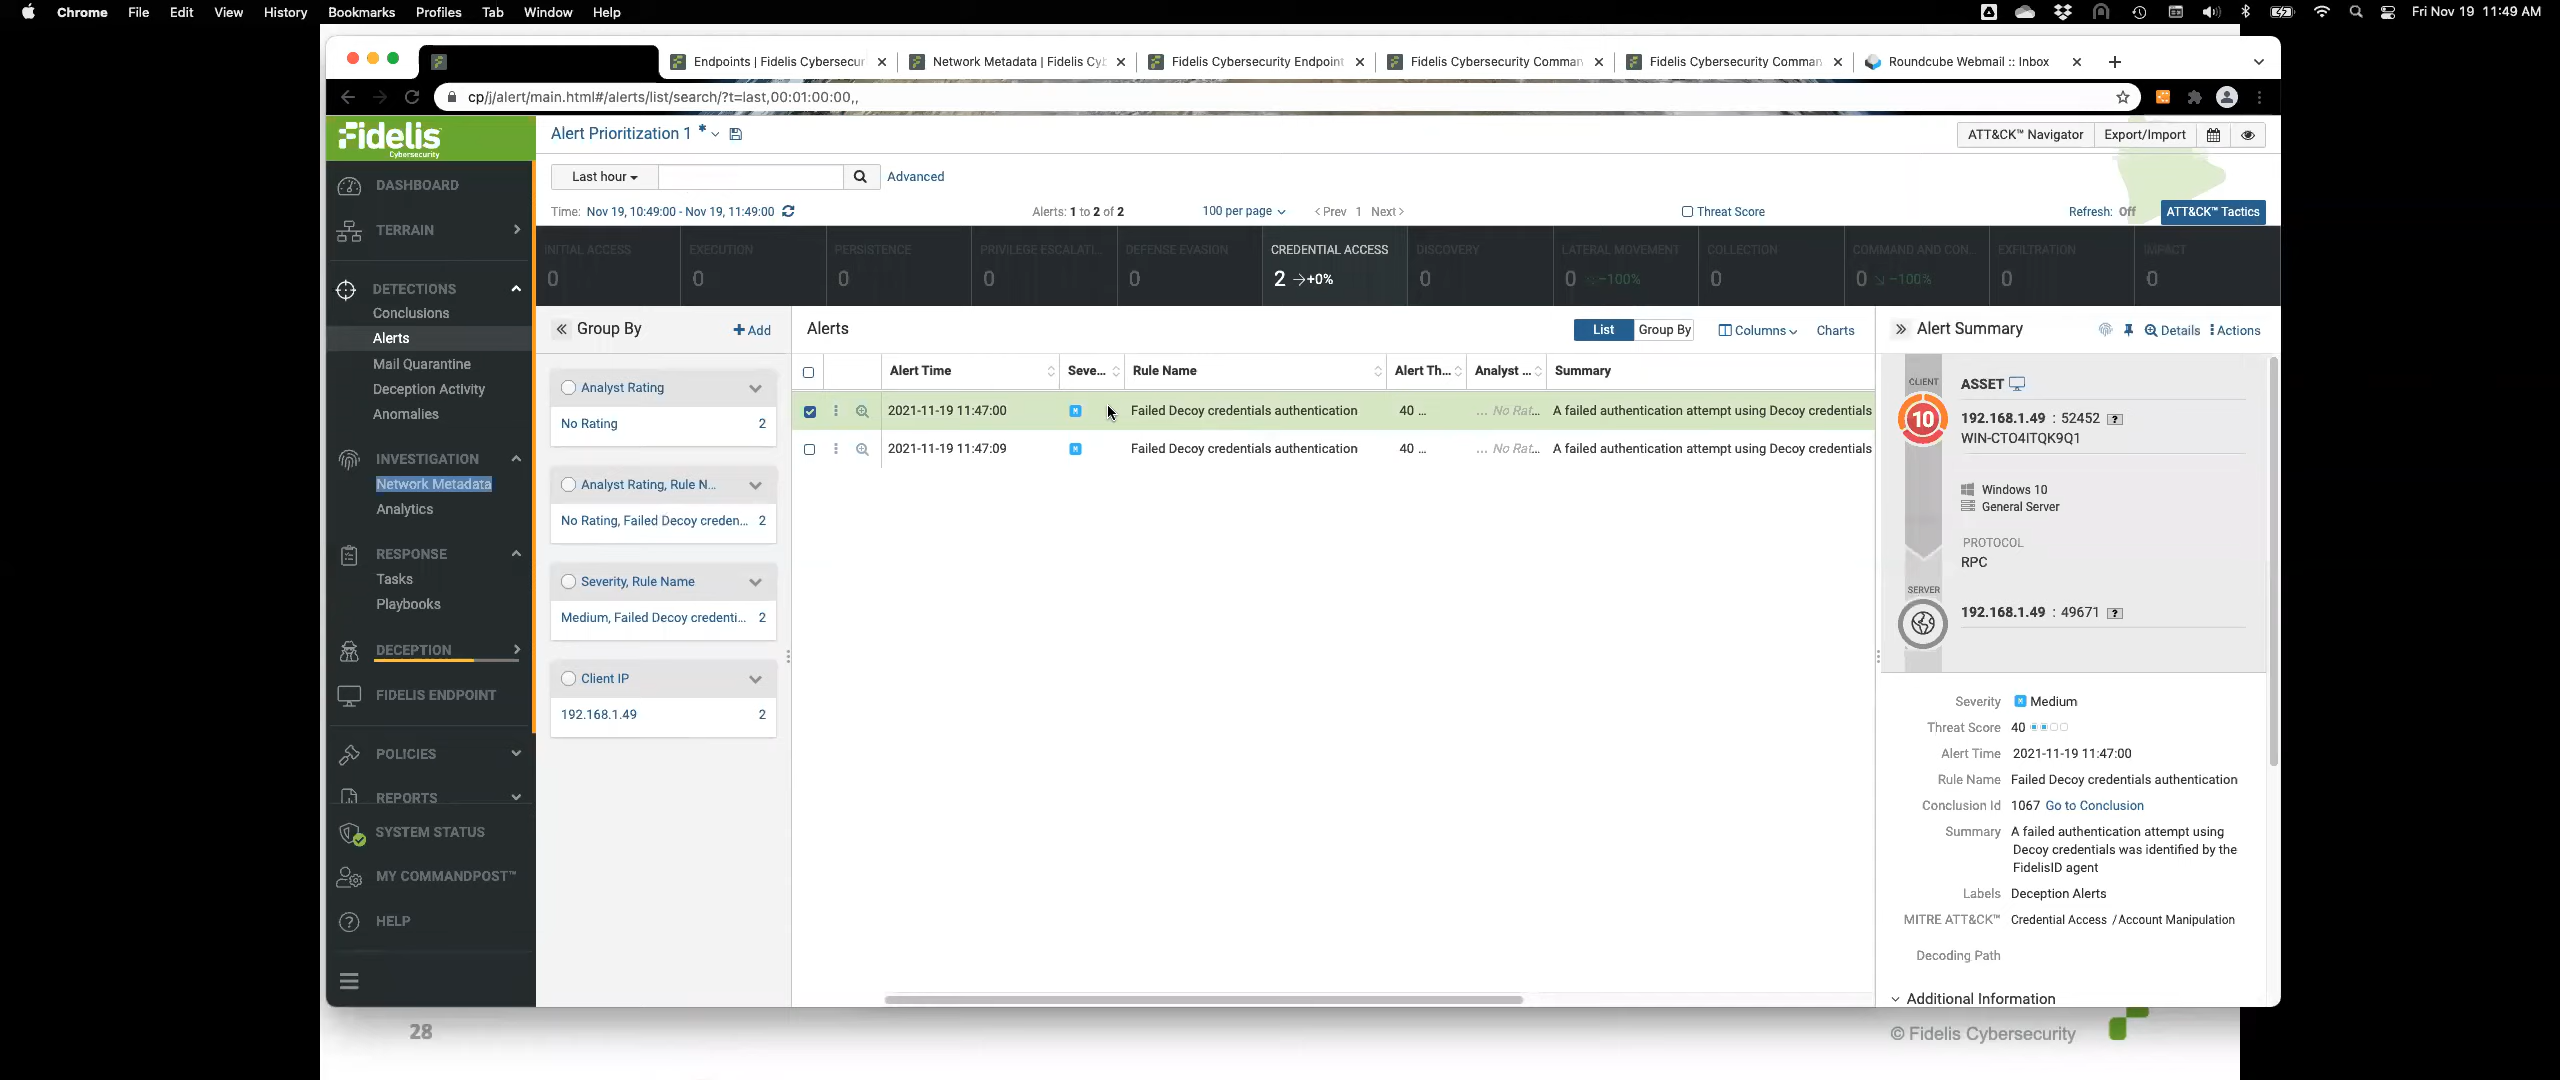 Chrome File Edit View History Bookmarks Profiles Tab Window Help
Fri Nov 19 11:49 AM
Endpoints | Fidelis Cybersecur
Network Metadata | Fidelis Cyb
Fidelis Cybersecurity Endpoint
Fidelis Cybersecurity Comman
Fidelis Cybersecurity Comman
Roundcube Webmail :: Inbox
cp/j/alert/main.html#/alerts/list/search/?t=last,00:01:00:00,,
Fidelis
Cybersecurity
DASHBOARD
TERRAIN
DETECTIONS
Conclusions
Alerts
Mail Quarantine
Deception Activity
Anomalies
INVESTIGATION
Network Metadata
Analytics
RESPONSE
Tasks
Playbooks
DECEPTION
FIDELIS ENDPOINT
POLICIES
REPORTS
SYSTEM STATUS
MY COMMANDPOST™
HELP
Alert Prioritization 1 *
ATT&CK™ Navigator
Export/Import
Last hour
Advanced
Time: Nov 19, 10:49:00 - Nov 19, 11:49:00
Alerts: 1 to 2 of 2
100 per page
<Prev 1 Next>
Threat Score
Refresh: Off
ATT&CK™ Tactics
INITIAL ACCESS
0
EXECUTION
0
PERSISTENCE
0
PRIVILEGE ESCALATI...
0
DEFENSE EVASION
0
CREDENTIAL ACCESS
2 →+0%
DISCOVERY
0
LATERAL MOVEMENT
0 ↘-100%
COLLECTION
0
COMMAND AND CON...
0 ↘-100%
EXFILTRATION
0
IMPACT
0
Group By
+Add
Analyst Rating
No Rating 2
Analyst Rating, Rule N...
No Rating, Failed Decoy creden... 2
Severity, Rule Name
Medium, Failed Decoy credenti... 2
Client IP
192.168.1.49 2
Alerts
List Group By
Columns
Charts
Alert Time Seve... Rule Name Alert Th... Analyst ... Summary
2021-11-19 11:47:00 M Failed Decoy credentials authentication 40 ... ... No Rat... A failed authentication attempt using Decoy credentials
2021-11-19 11:47:09 M Failed Decoy credentials authentication 40 ... ... No Rat... A failed authentication attempt using Decoy credentials
Alert Summary
Details
Actions
CLIENT
10
ASSET
192.168.1.49 : 52452 ?
WIN-CTO4ITQK9Q1
Windows 10
General Server
PROTOCOL
RPC
SERVER
192.168.1.49 : 49671 ?
Severity M Medium
Threat Score 40
Alert Time 2021-11-19 11:47:00
Rule Name Failed Decoy credentials authentication
Conclusion Id 1067 Go to Conclusion
Summary A failed authentication attempt using
Decoy credentials was identified by the
FidelisID agent
Labels Deception Alerts
MITRE ATT&CK™ Credential Access /Account Manipulation
Decoding Path
Additional Information
28
© Fidelis Cybersecurity